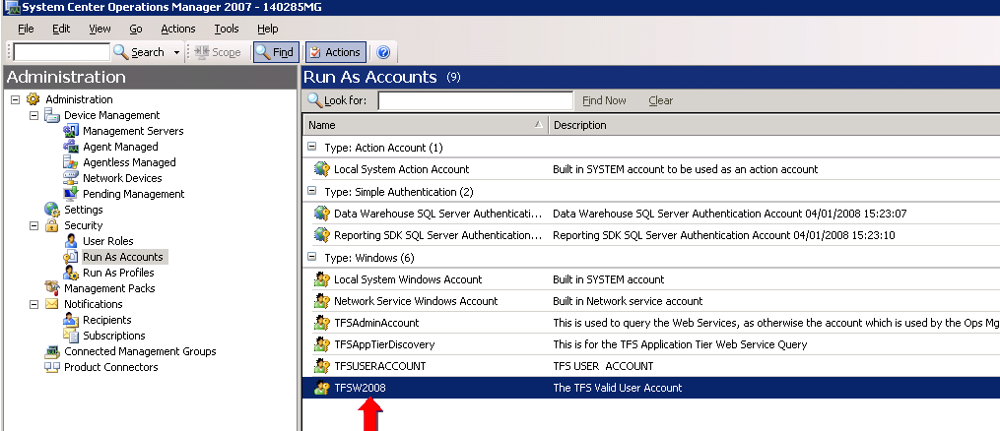 System Center Operations Manager 2007 - 140285MG
File Edit View Go Actions Tools Help
Search Scope Find Actions
Administration
Administration
Device Management
Management Servers
Agent Managed
Agentless Managed
Network Devices
Pending Management
Settings
Security
User Roles
Run As Accounts
Run As Profiles
Management Packs
Notifications
Recipients
Subscriptions
Connected Management Groups
Product Connectors
Run As Accounts (9)
Look for: Find Now Clear
Name Description
Type: Action Account (1)
Local System Action Account Built in SYSTEM account to be used as an action account
Type: Simple Authentication (2)
Data Warehouse SQL Server Authenticati... Data Warehouse SQL Server Authentication Account 04/01/2008 15:23:07
Reporting SDK SQL Server Authentication... Reporting SDK SQL Server Authentication Account 04/01/2008 15:23:10
Type: Windows (6)
Local System Windows Account Built in SYSTEM account
Network Service Windows Account Built in Network service account
TFSAdminAccount This is used to query the Web Services, as otherwise the account which is used by the Ops Mg
TFSAppTierDiscovery This is for the TFS Application Tier Web Service Query
TFSUSERACCOUNT TFS USER ACCOUNT
TFSW2008 The TFS Valid User Account